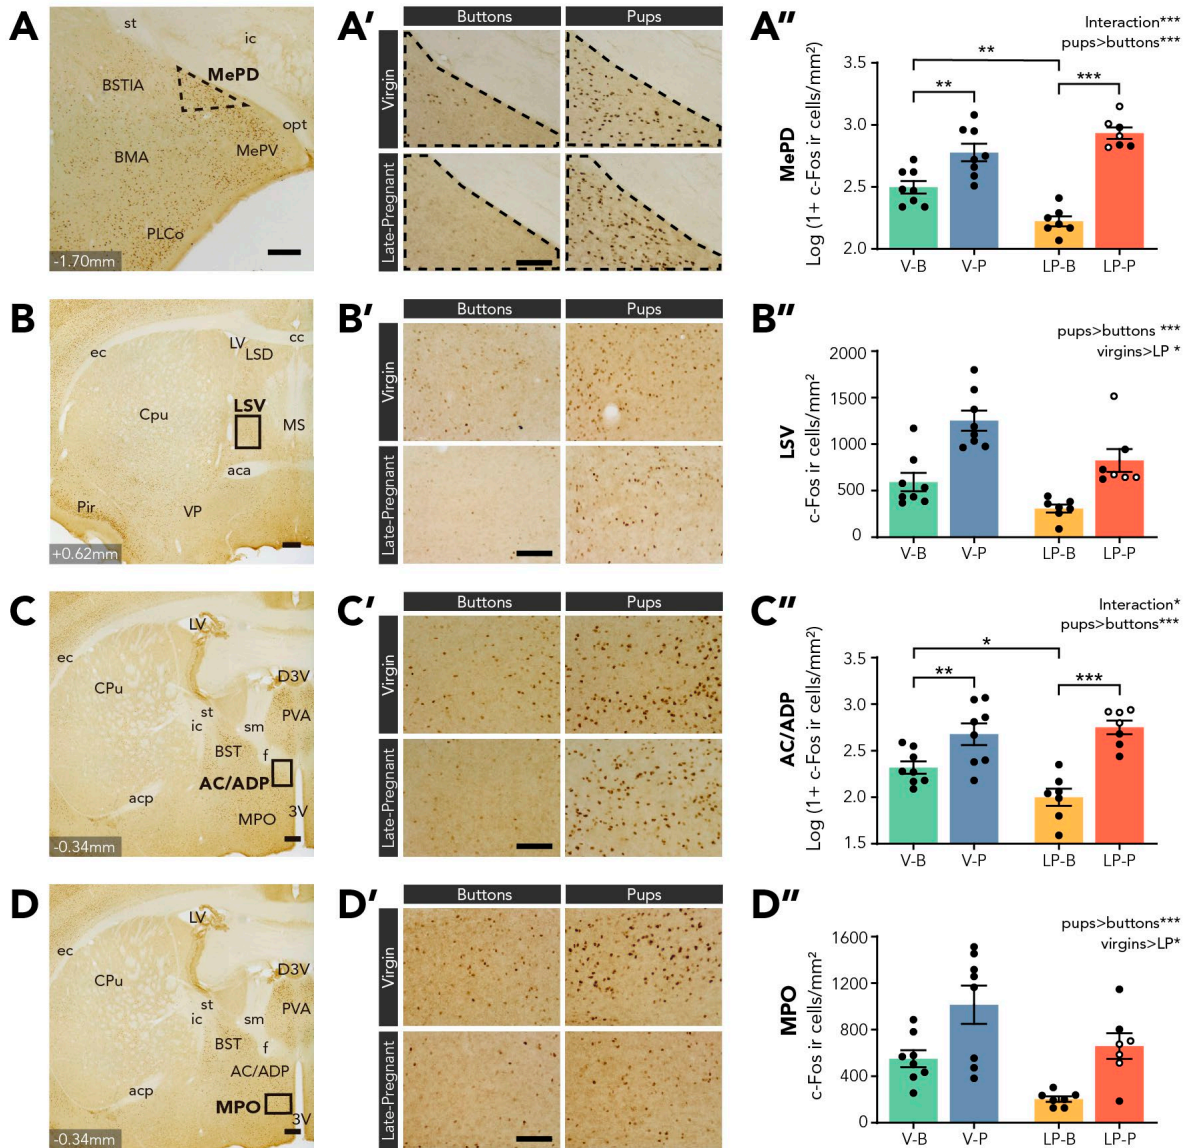 A
st
ic
MePD
BSTIA
opt
BMA
MePV
PLCo
-1.70mm
A′
Buttons
Pups
Virgin
Late-Pregnant
A″
Interaction***
pups>buttons***
MePD
Log (1+ c-Fos ir cells/mm²)
3.5
3.0
2.5
2.0
**
**
***
V-B
V-P
LP-B
LP-P
B
ec
LV
LSD
cc
LSV
Cpu
MS
aca
Pir
VP
+0.62mm
B′
Buttons
Pups
Virgin
Late-Pregnant
B″
pups>buttons ***
virgins>LP *
LSV
c-Fos ir cells/mm²
2000
1500
1000
500
0
V-B
V-P
LP-B
LP-P
C
LV
ec
CPu
D3V
st
ic
sm
PVA
BST
f
AC/ADP
acp
MPO
3V
-0.34mm
C′
Buttons
Pups
Virgin
Late-Pregnant
C″
Interaction*
pups>buttons***
AC/ADP
Log (1+ c-Fos ir cells/mm²)
3.5
3.0
2.5
2.0
1.5
*
**
***
V-B
V-P
LP-B
LP-P
D
LV
ec
CPu
D3V
st
ic
sm
PVA
BST
f
AC/ADP
acp
MPO
3V
-0.34mm
D′
Buttons
Pups
Virgin
Late-Pregnant
D″
pups>buttons***
virgins>LP*
MPO
c-Fos ir cells/mm²
1600
1200
800
400
0
V-B
V-P
LP-B
LP-P